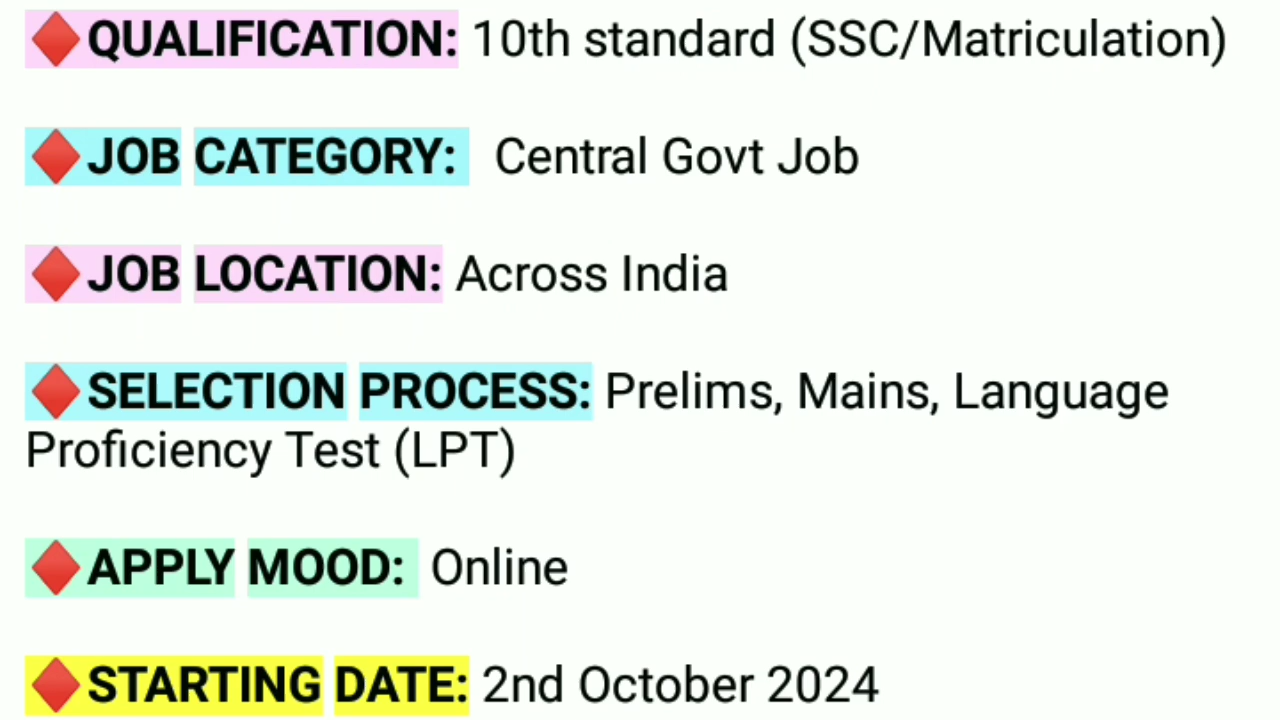 ♦️QUALIFICATION: 10th standard (SSC/Matriculation)
♦️JOB CATEGORY: Central Govt Job
♦️JOB LOCATION: Across India
♦️SELECTION PROCESS: Prelims, Mains, Language
Proficiency Test (LPT)
♦️APPLY MOOD: Online
♦️STARTING DATE: 2nd October 2024